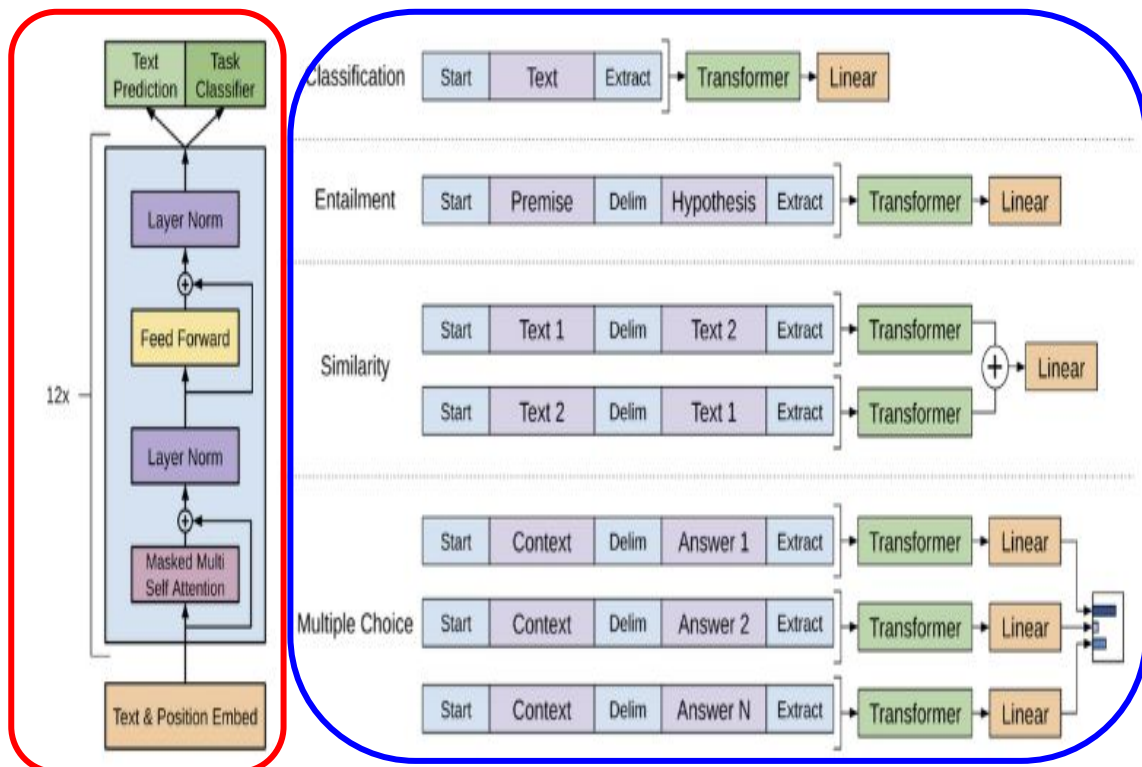 Text
Prediction
Task
Classifier
Layer Norm
Feed Forward
12x
Layer Norm
Masked Multi
Self Attention
Text & Position Embed
Classification Start Text Extract Transformer Linear
Entailment Start Premise Delim Hypothesis Extract Transformer Linear
Start Text 1 Delim Text 2 Extract Transformer
Similarity + Linear
Start Text 2 Delim Text 1 Extract Transformer
Start Context Delim Answer 1 Extract Transformer Linear
Multiple Choice Start Context Delim Answer 2 Extract Transformer Linear
Start Context Delim Answer N Extract Transformer Linear